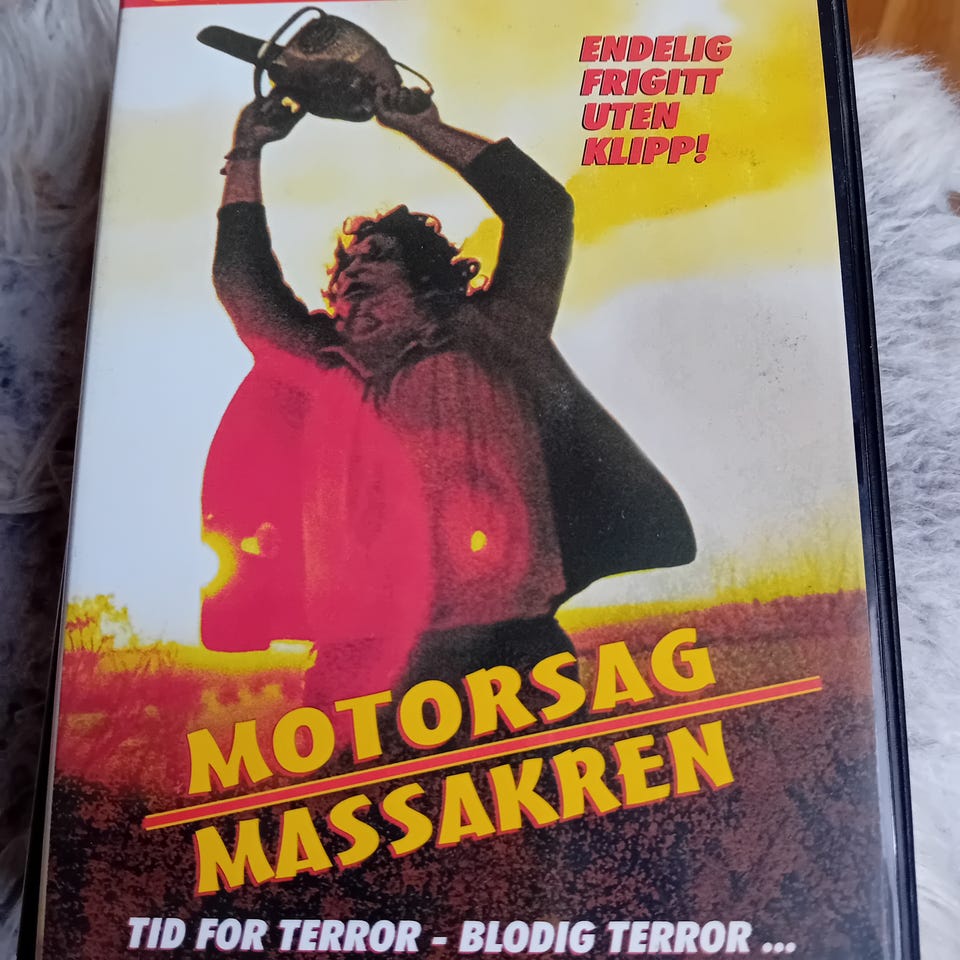 ENDELIG
FRIGITT
UTEN
KLIPP!
MOTORSAG
MASSAKREN
TID FOR TERROR - BLODIG TERROR ...